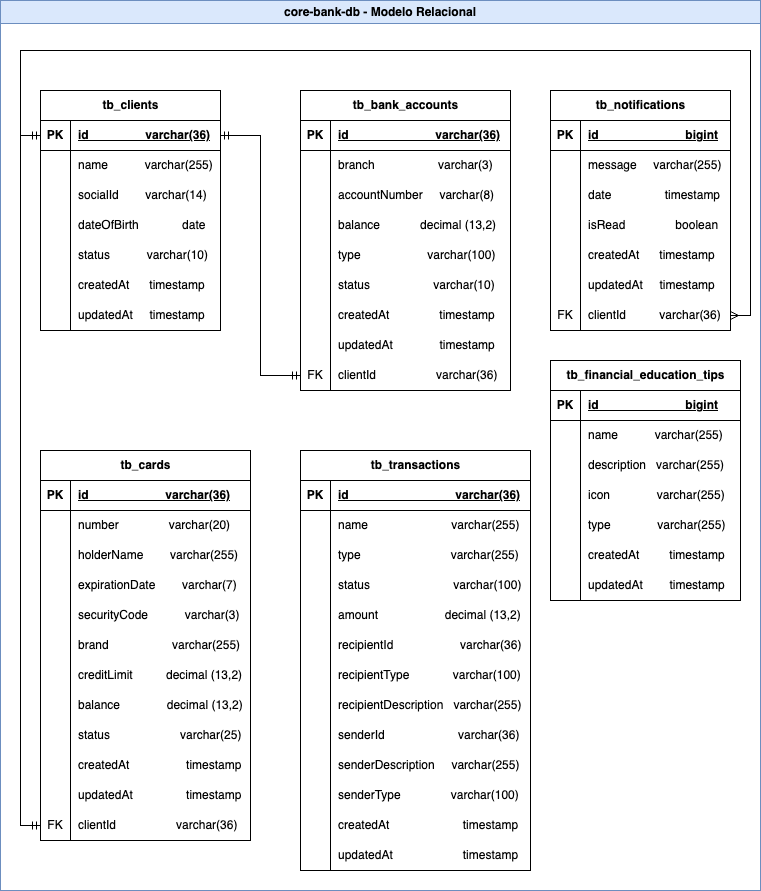 core-bank-db - Modelo Relacional
tb_clients
PK id varchar(36)
name varchar(255)
socialId varchar(14)
dateOfBirth date
status varchar(10)
createdAt timestamp
updatedAt timestamp
tb_bank_accounts
PK id varchar(36)
branch varchar(3)
accountNumber varchar(8)
balance decimal (13,2)
type varchar(100)
status varchar(10)
createdAt timestamp
updatedAt timestamp
FK clientId varchar(36)
tb_notifications
PK id bigint
message varchar(255)
date timestamp
isRead boolean
createdAt timestamp
updatedAt timestamp
FK clientId varchar(36)
tb_financial_education_tips
PK id bigint
name varchar(255)
description varchar(255)
icon varchar(255)
type varchar(255)
createdAt timestamp
updatedAt timestamp
tb_cards
PK id varchar(36)
number varchar(20)
holderName varchar(255)
expirationDate varchar(7)
securityCode varchar(3)
brand varchar(255)
creditLimit decimal (13,2)
balance decimal (13,2)
status varchar(25)
createdAt timestamp
updatedAt timestamp
FK clientId varchar(36)
tb_transactions
PK id varchar(36)
name varchar(255)
type varchar(255)
status varchar(100)
amount decimal (13,2)
recipientId varchar(36)
recipientType varchar(100)
recipientDescription varchar(255)
senderId varchar(36)
senderDescription varchar(255)
senderType varchar(100)
createdAt timestamp
updatedAt timestamp